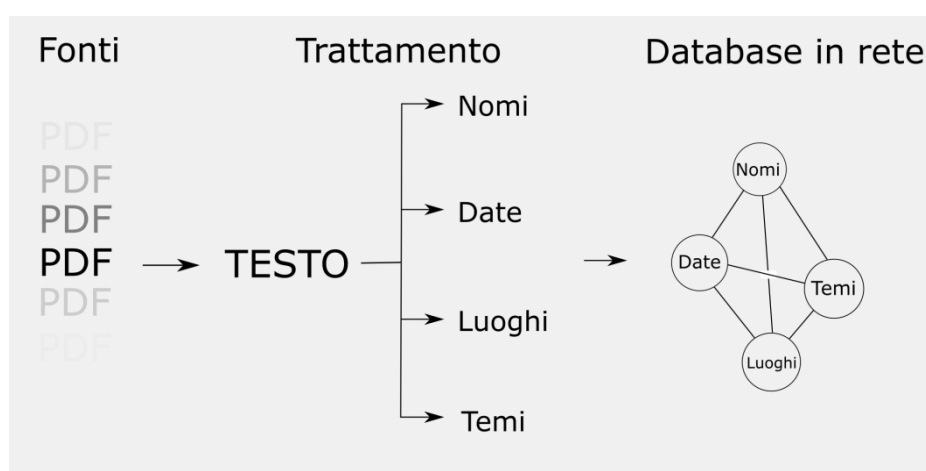 Fonti
Trattamento
Database in rete
PDF
PDF
PDF
PDF
PDF
PDF
TESTO
Nomi
Date
Luoghi
Temi
Nomi
Date
Temi
Luoghi